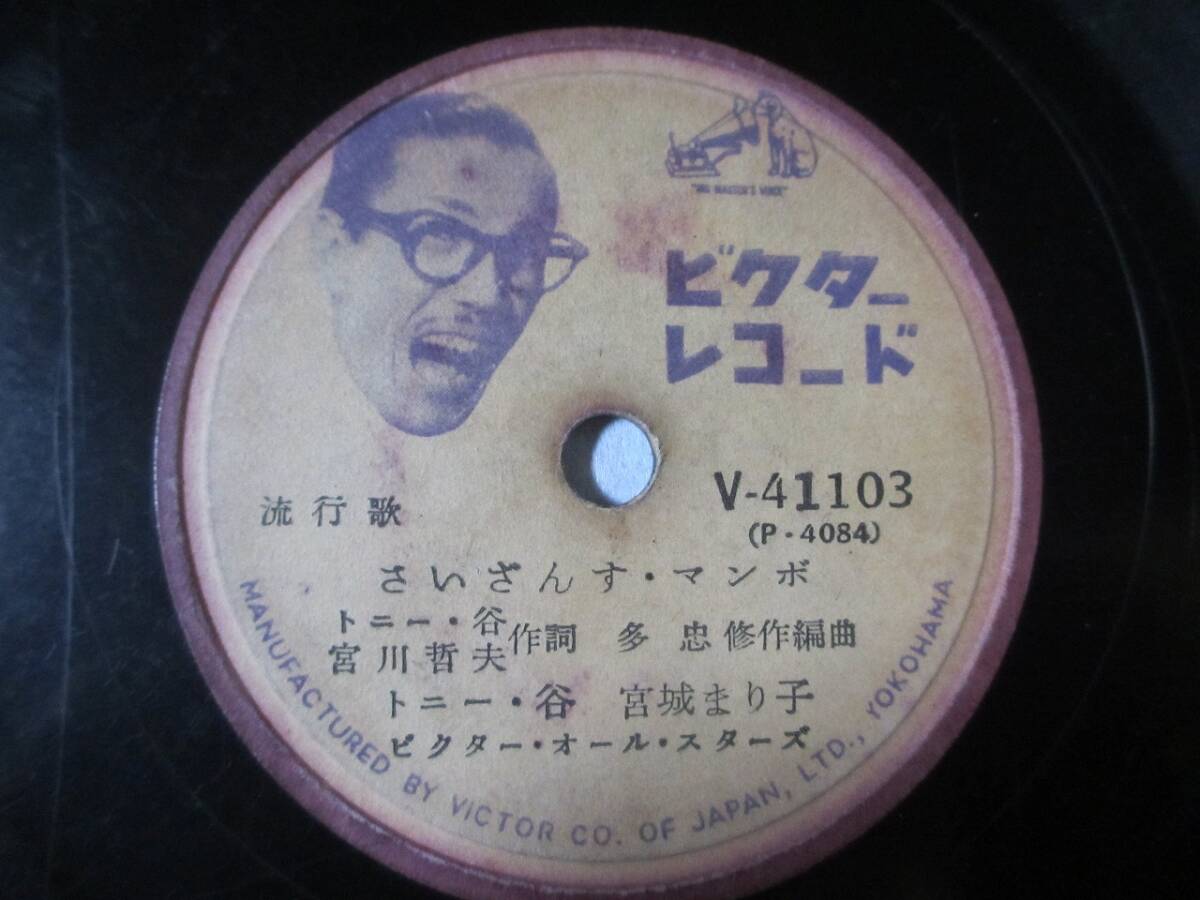 "HIS MASTER'S VOICE"
ビクター
レコード
V-41103
(P・4084)
流行歌
さいざんす・マンボ
トニー・谷
宮川哲夫 作詞 多忠修作編曲
トニー・谷 宮城まり子
ビクター・オール・スターズ
MANUFACTURED BY VICTOR CO. OF JAPAN, LTD., YOKOHAMA